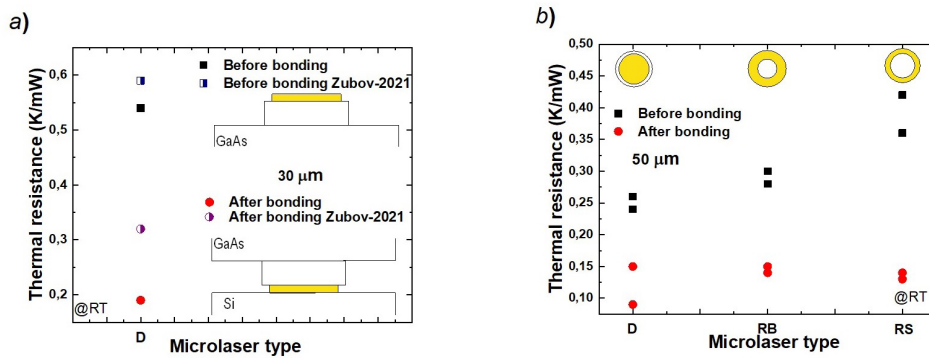 a)
Thermal resistance (K/mW)
0,6
0,5
0,4
0,3
0,2
Before bonding
Before bonding Zubov-2021
GaAs
30 μm
After bonding
After bonding Zubov-2021
GaAs
Si
@RT
D
Microlaser type
b)
Thermal resistance (K/mW)
0,50
0,45
0,40
0,35
0,30
0,25
0,20
0,15
0,10
Before bonding
After bonding
50 μm
@RT
D RB RS
Microlaser type